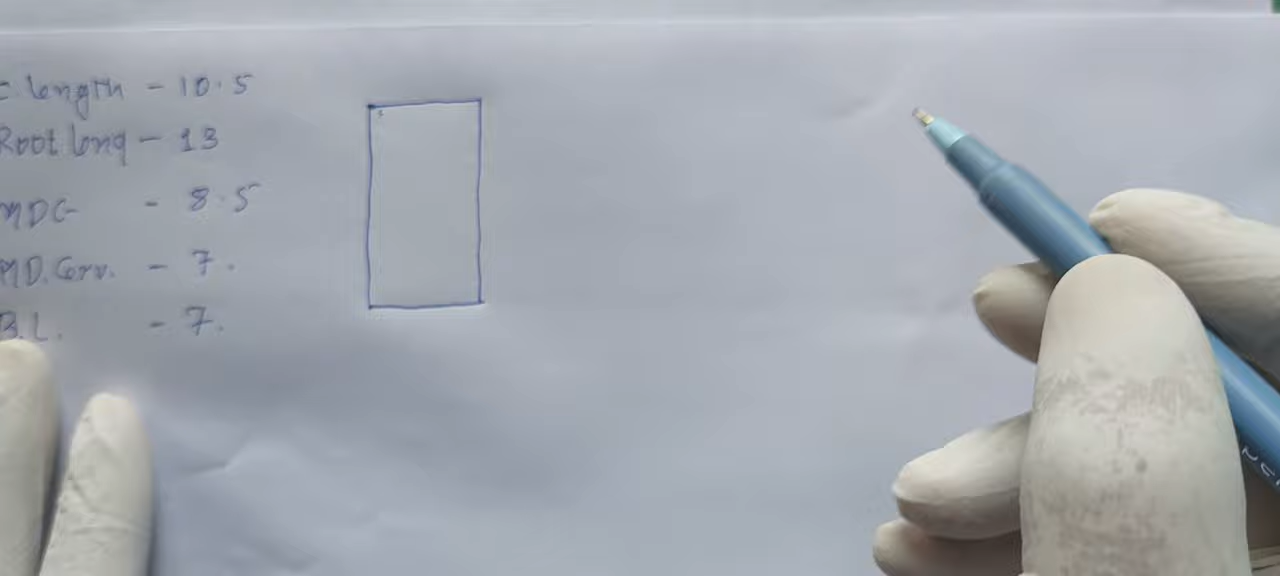 C length - 10.5
Root long - 13
MDC - 8.5
MD. Cerv. - 7.
B.L. - 7.